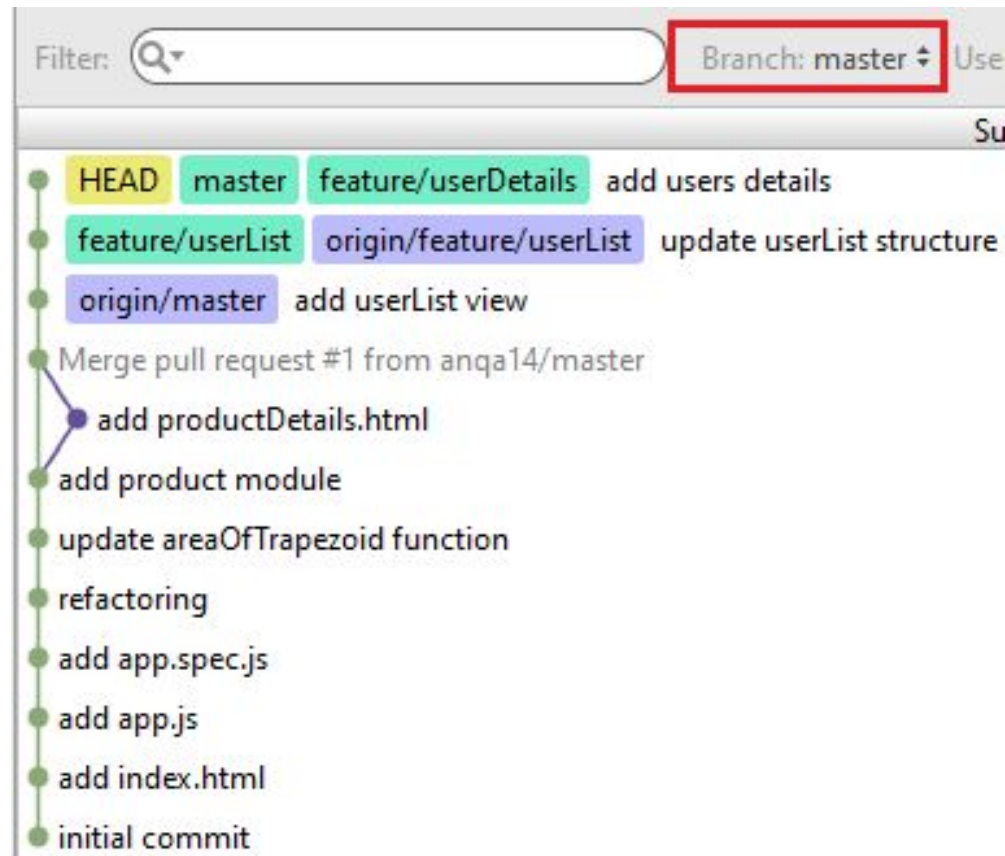 Filter: Branch: master Use
Su
HEAD master feature/userDetails add users details
feature/userList origin/feature/userList update userList structure
origin/master add userList view
Merge pull request #1 from anqa14/master
add productDetails.html
add product module
update areaOfTrapezoid function
refactoring
add app.spec.js
add app.js
add index.html
initial commit